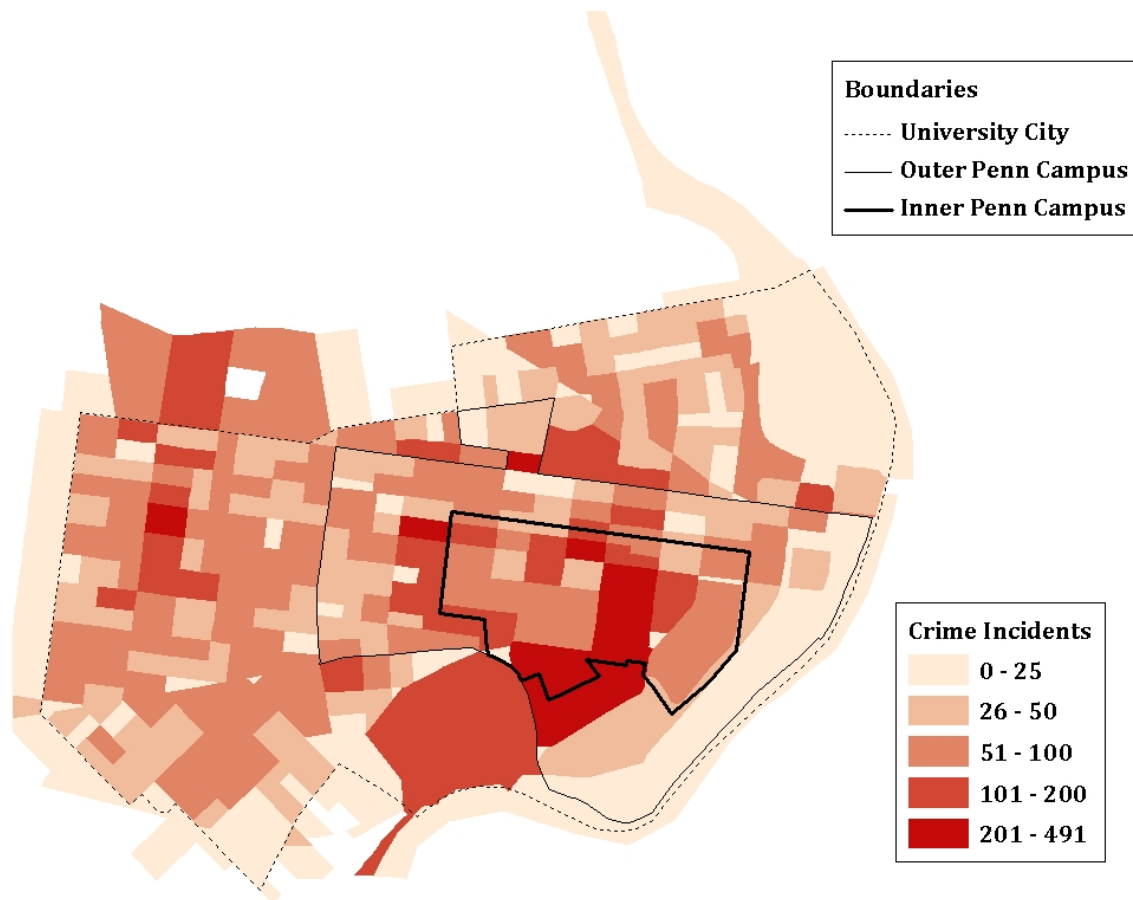 Boundaries
University City
Outer Penn Campus
Inner Penn Campus
Crime Incidents
0 - 25
26 - 50
51 - 100
101 - 200
201 - 491